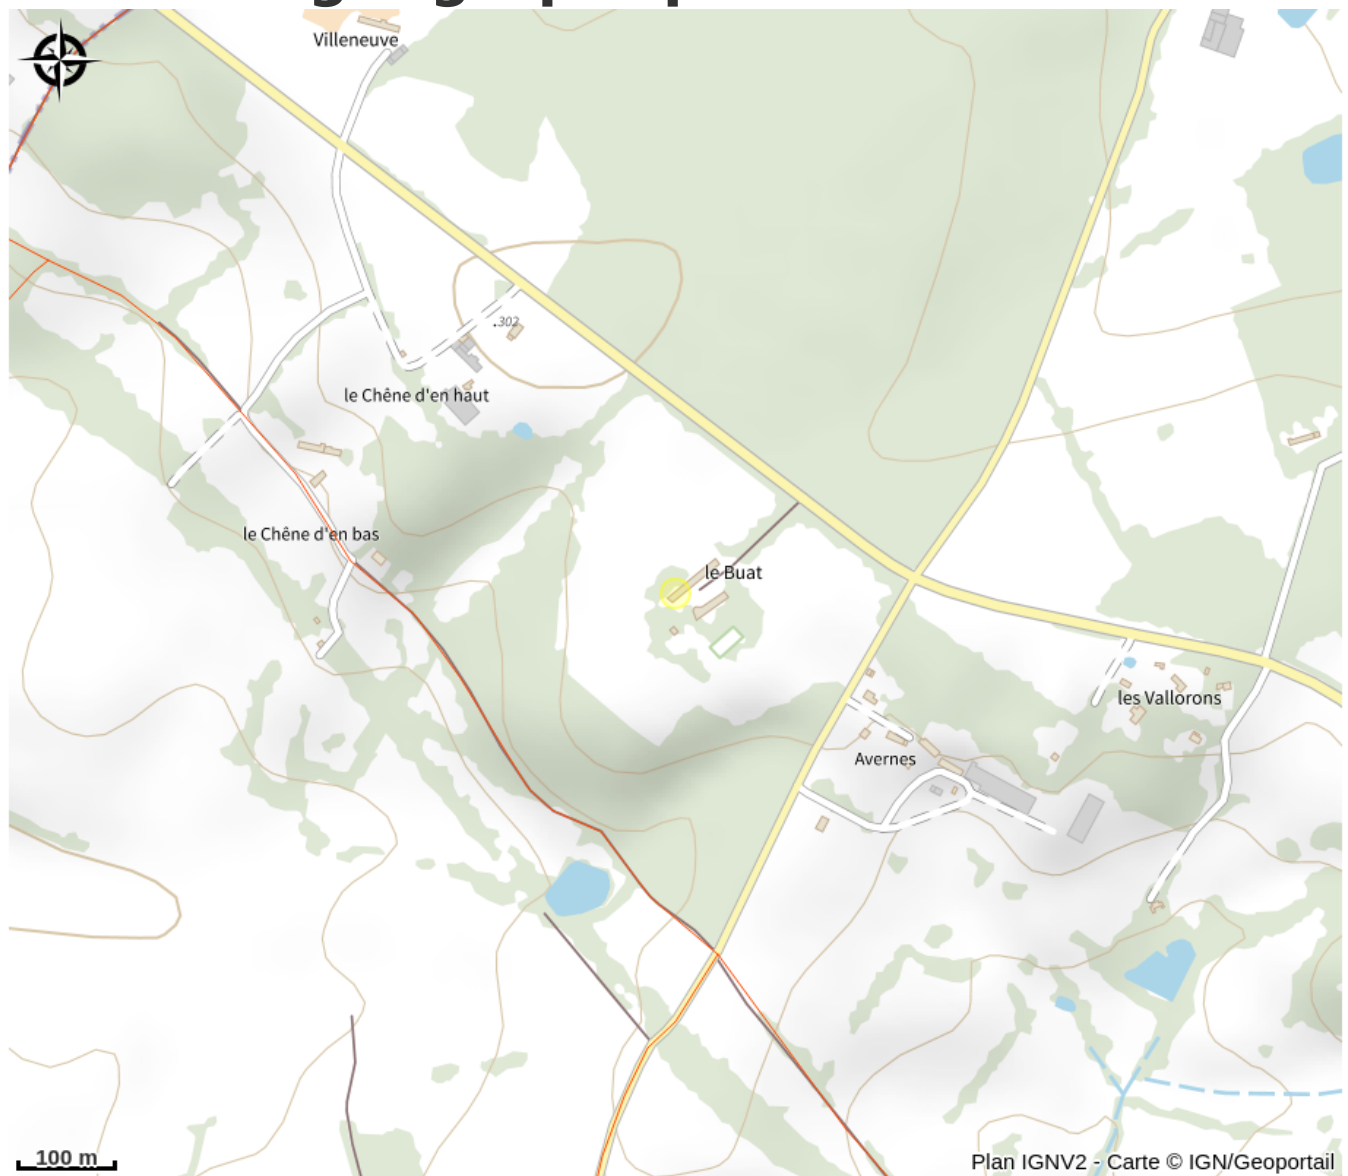 Villeneuve
.302
le Chêne d'en haut
le Chêne d'en bas
le Buat
les Vallorons
Avernes
100 m
Plan IGNV2 - Carte © IGN/Geoportail